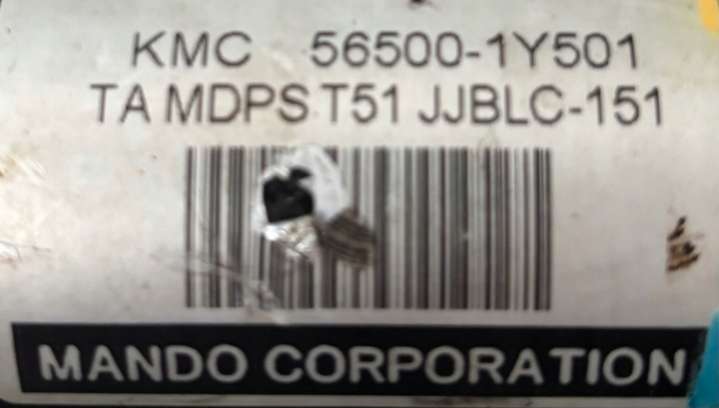 KMC 56500-1Y501
TA MDPS T51 JJBLC-151
MANDO CORPORATION